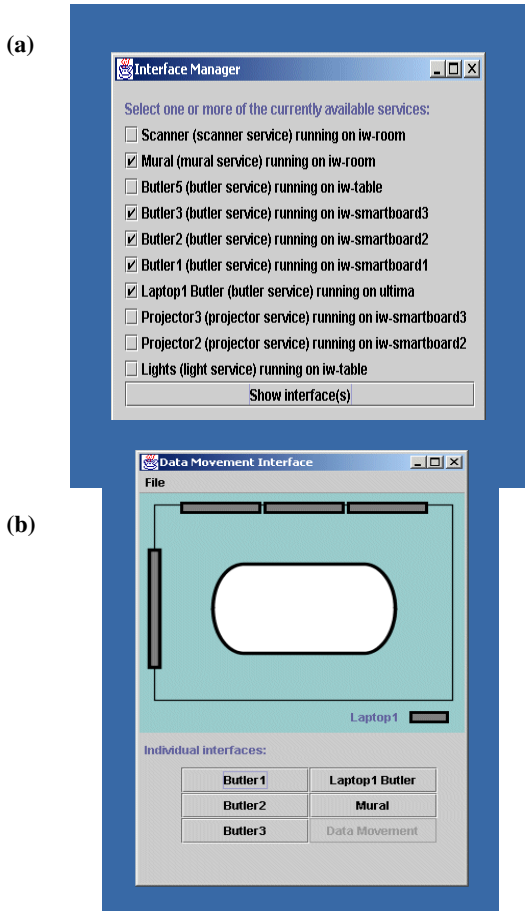 (a)
Interface Manager
Select one or more of the currently available services:
Scanner (scanner service) running on iw-room
Mural (mural service) running on iw-room
Butler5 (butler service) running on iw-table
Butler3 (butler service) running on iw-smartboard3
Butler2 (butler service) running on iw-smartboard2
Butler1 (butler service) running on iw-smartboard1
Laptop1 Butler (butler service) running on ultima
Projector3 (projector service) running on iw-smartboard3
Projector2 (projector service) running on iw-smartboard2
Lights (light service) running on iw-table
Show interface(s)
(b)
Data Movement Interface
File
Laptop1
Individual interfaces:
Butler1 Laptop1 Butler
Butler2 Mural
Butler3 Data Movement